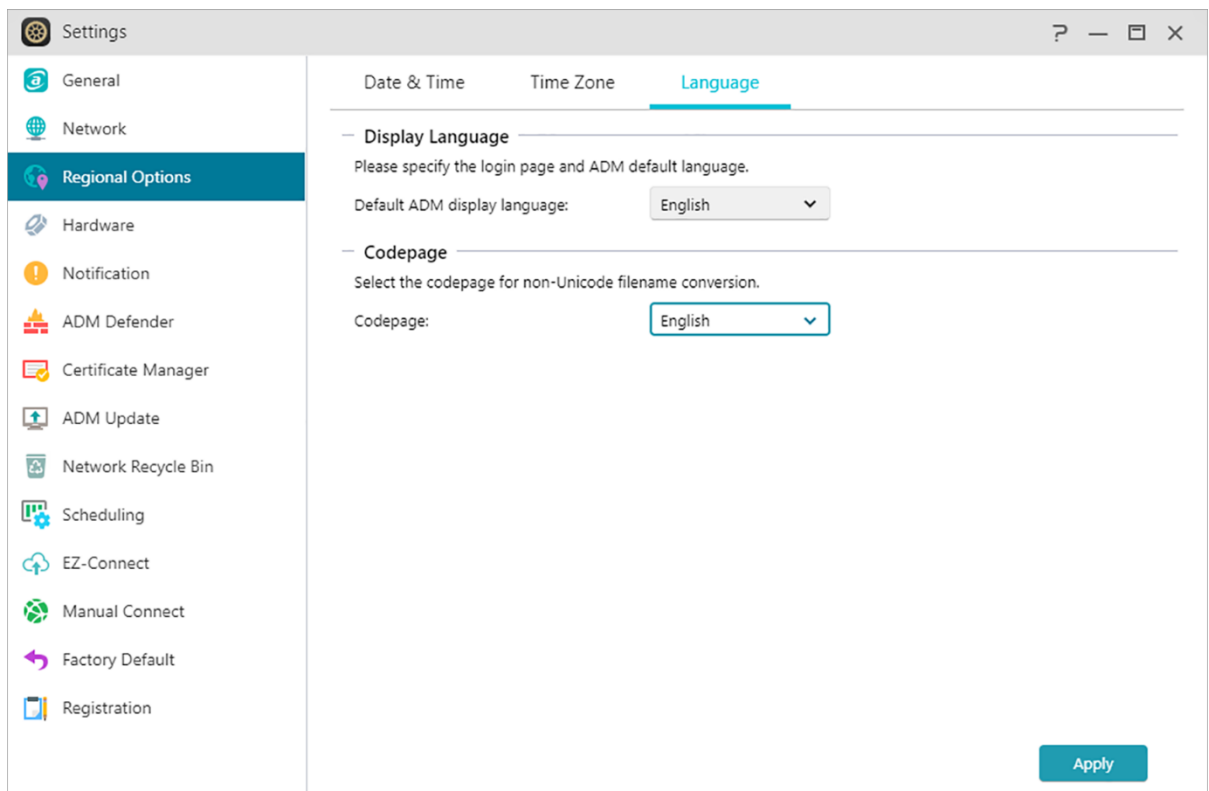 Settings
General
Network
Regional Options
Hardware
Notification
ADM Defender
Certificate Manager
ADM Update
Network Recycle Bin
Scheduling
EZ-Connect
Manual Connect
Factory Default
Registration
Date & Time Time Zone Language
Display Language
Please specify the login page and ADM default language.
Default ADM display language: English
Codepage
Select the codepage for non-Unicode filename conversion.
Codepage: English
Apply